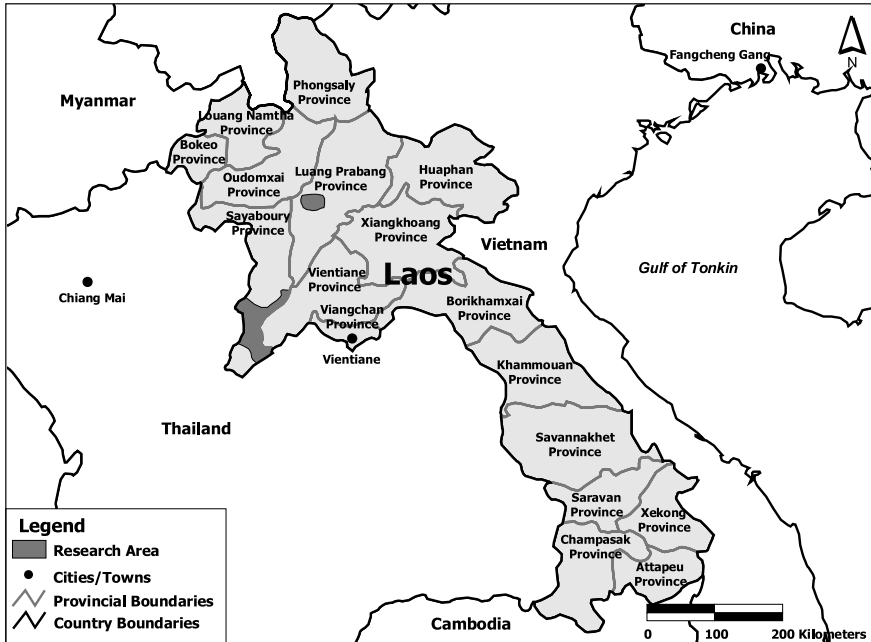 China
Fangcheng Gang
N
Myanmar
Phongsaly
Province
Louang Namtha
Province
Bokeo
Province
Oudomxai
Province
Luang Prabang
Province
Huaphan
Province
Sayaboury
Province
Xiangkhoang
Province
Vietnam
Gulf of Tonkin
Laos
Vientiane
Province
Chiang Mai
Borikhamxai
Province
Viangchan
Province
Vientiane
Khammouan
Province
Thailand
Savannakhet
Province
Saravan
Province
Xekong
Province
Champasak
Province
Attapeu
Province
Cambodia
Legend
Research Area
Cities/Towns
Provincial Boundaries
Country Boundaries
0 100 200 Kilometers